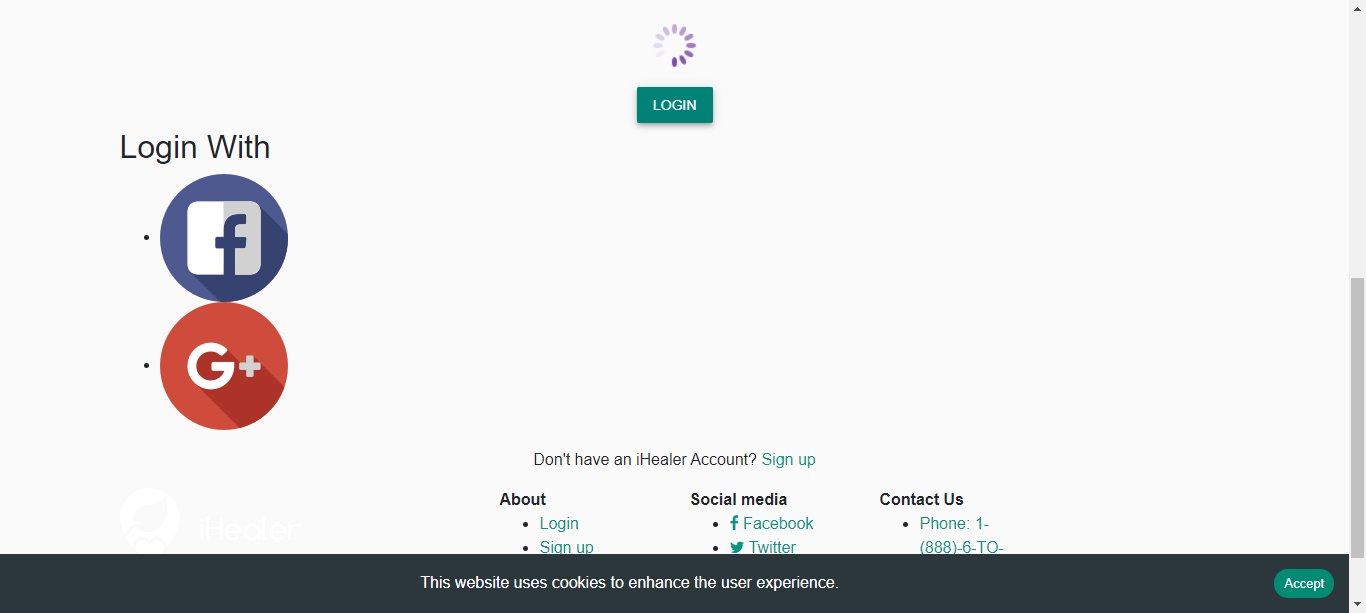 LOGIN
Login With
f
G+
Don't have an iHealer Account? Sign up
iHealer
About
Login
Sign up
Social media
Facebook
Twitter
Contact Us
Phone: 1-
(888)-6-TO-
This website uses cookies to enhance the user experience.
Accept